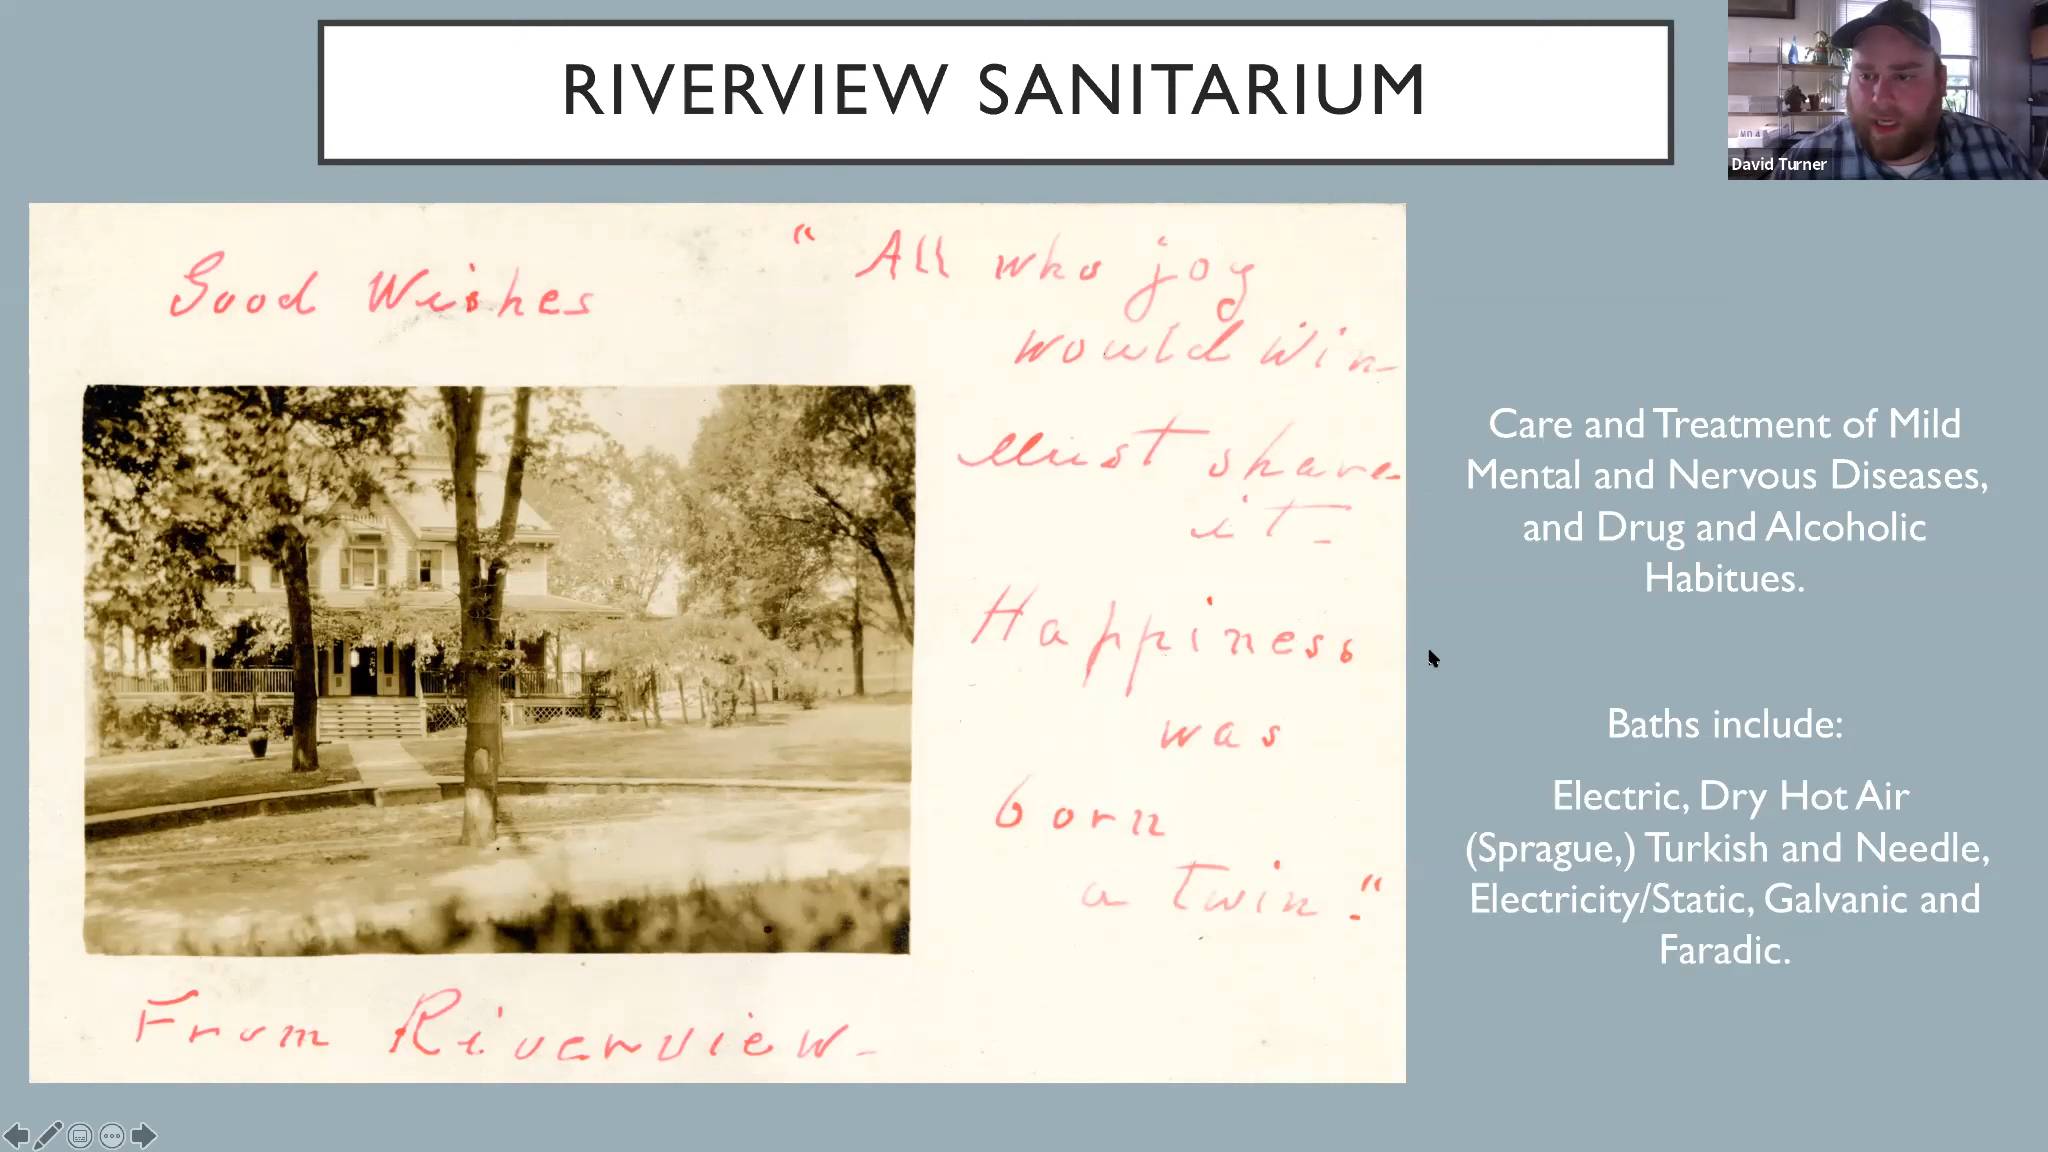 RIVERVIEW SANITARIUM
David Turner
Good Wishes
"All who joy
would win
Must share
it –
Happiness
was
born
a twin."
From Riverview –
Care and Treatment of Mild
Mental and Nervous Diseases,
and Drug and Alcoholic
Habitues.
Baths include:
Electric, Dry Hot Air
(Sprague,) Turkish and Needle,
Electricity/Static, Galvanic and
Faradic.